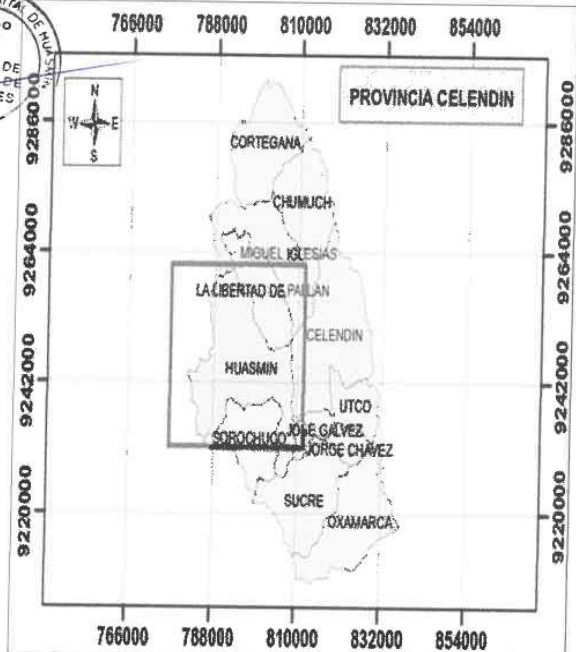 DE
766000 788000 810000 832000 854000
PROVINCIA CELENDIN
N
W E
S
9286000 9286000
CORTEGANA
CHUMUCH
9264000 9264000
MIGUEL IGLESIAS
LA LIBERTAD DE PALLAN
CELENDIN
HUASMIN
9242000 9242000
UTCO
JOSE GALVEZ
SOROCHUCO
JORGE CHAVEZ
SUCRE
9220000 9220000
OXAMARCA
766000 788000 810000 832000 854000